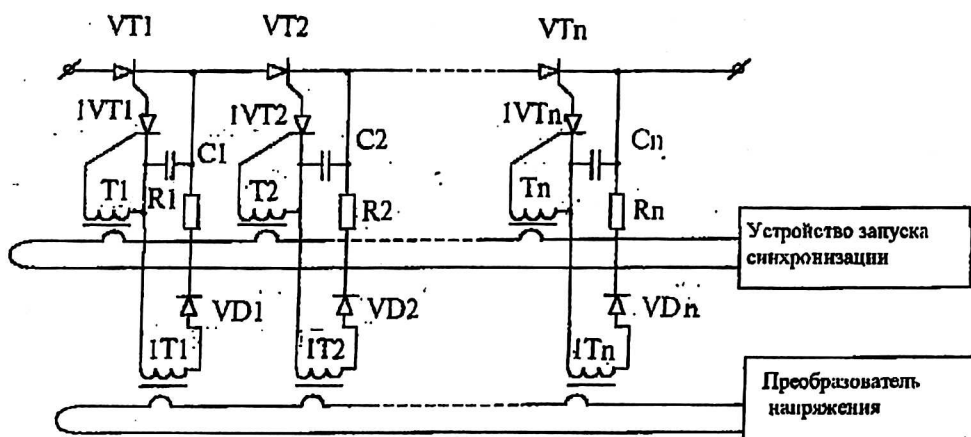 VT1 VT2 VTn
1VT1 1VT2 1VTn
C1 C2 Cn
T1 R1 T2 R2 Tn Rn
Устройство запуска
синхронизации
VD1 VD2 VDn
1T1 1T2 1Tn
Преобразователь
напряжения